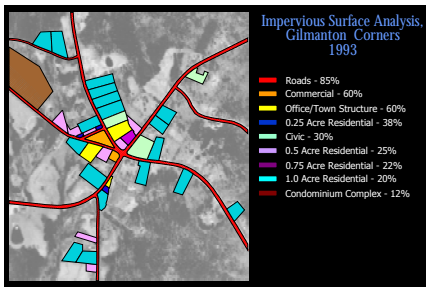 Impervious Surface Analysis,
Gilmanton Corners
1993
Roads - 85%
Commercial - 60%
Office/Town Structure - 60%
0.25 Acre Residential - 38%
Civic - 30%
0.5 Acre Residential - 25%
0.75 Acre Residential - 22%
1.0 Acre Residential - 20%
Condominium Complex - 12%